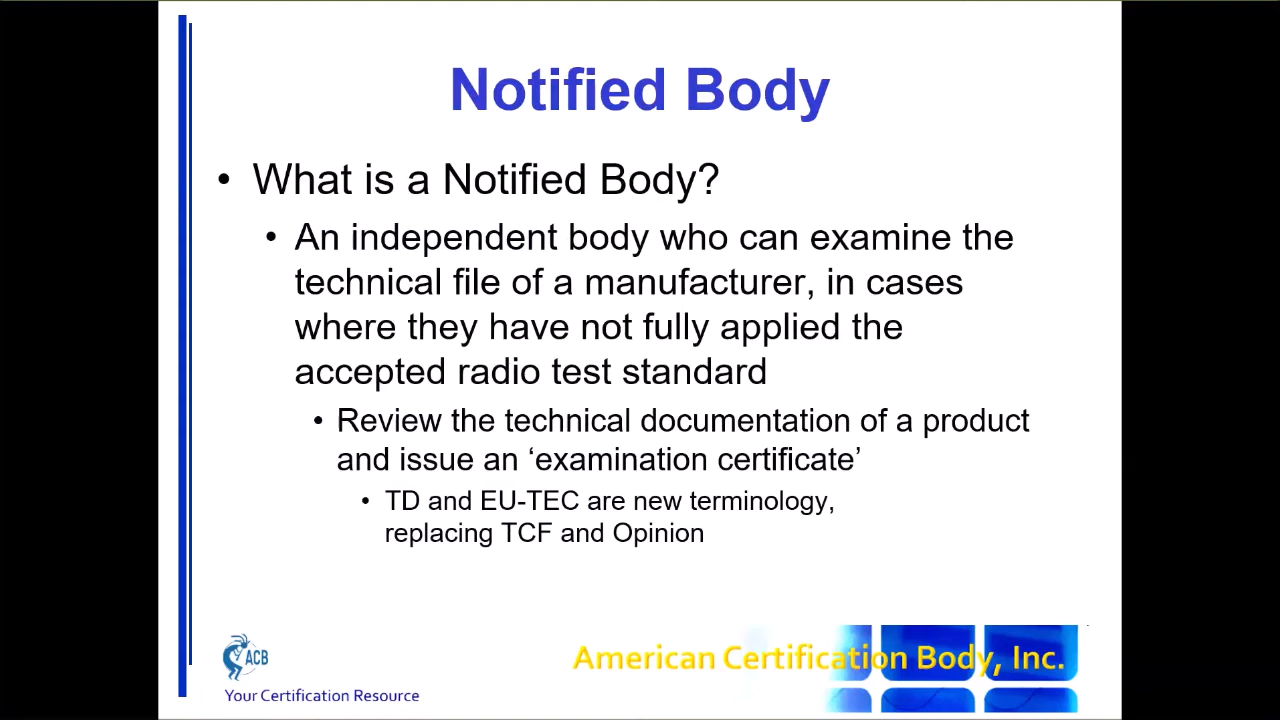 Notified Body
• What is a Notified Body?
• An independent body who can examine the
technical file of a manufacturer, in cases
where they have not fully applied the
accepted radio test standard
• Review the technical documentation of a product
and issue an ‘examination certificate’
• TD and EU-TEC are new terminology,
replacing TCF and Opinion
ACB
American Certification Body, Inc.
Your Certification Resource